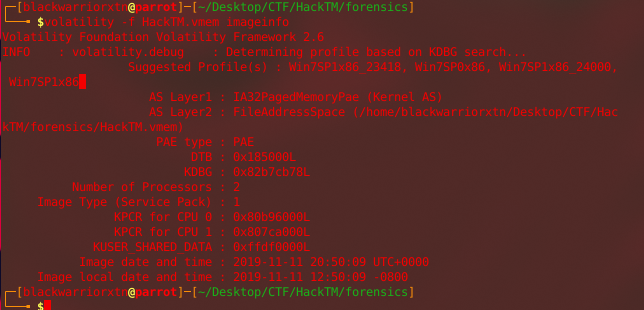 ┌─[blackwarriorxtn@parrot]─[~/Desktop/CTF/HackTM/forensics]
└──╼ $volatility -f HackTM.vmem imageinfo
Volatility Foundation Volatility Framework 2.6
INFO    : volatility.debug    : Determining profile based on KDBG search...
Suggested Profile(s) : Win7SP1x86_23418, Win7SP0x86, Win7SP1x86_24000,
Win7SP1x86
AS Layer1 : IA32PagedMemoryPae (Kernel AS)
AS Layer2 : FileAddressSpace (/home/blackwarriorxtn/Desktop/CTF/Hac
kTM/forensics/HackTM.vmem)
PAE type : PAE
DTB : 0x185000L
KDBG : 0x82b7cb78L
Number of Processors : 2
Image Type (Service Pack) : 1
KPCR for CPU 0 : 0x80b96000L
KPCR for CPU 1 : 0x807ca000L
KUSER_SHARED_DATA : 0xffdf0000L
Image date and time : 2019-11-11 20:50:09 UTC+0000
Image local date and time : 2019-11-11 12:50:09 -0800
┌─[blackwarriorxtn@parrot]─[~/Desktop/CTF/HackTM/forensics]
└──╼ $